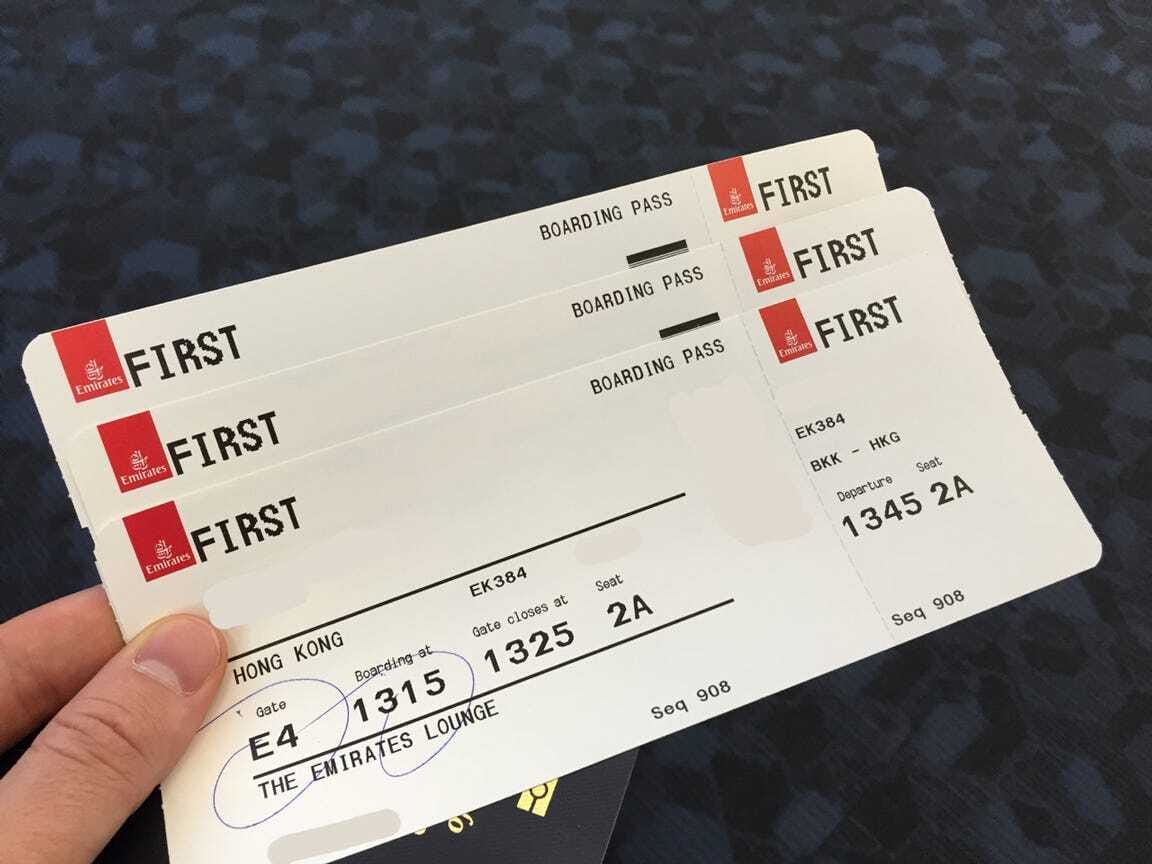 BOARDING PASS
Emirates FIRST
Emirates FIRST
BOARDING PASS
Emirates FIRST
Emirates FIRST
BOARDING PASS
Emirates FIRST
Emirates FIRST
EK384
HONG KONG
Gate Boarding at Gate closes at Seat
E4 1315 1325 2A
THE EMIRATES LOUNGE
Seq 908
EK384
BKK - HKG
Departure Seat
1345 2A
Seq 908